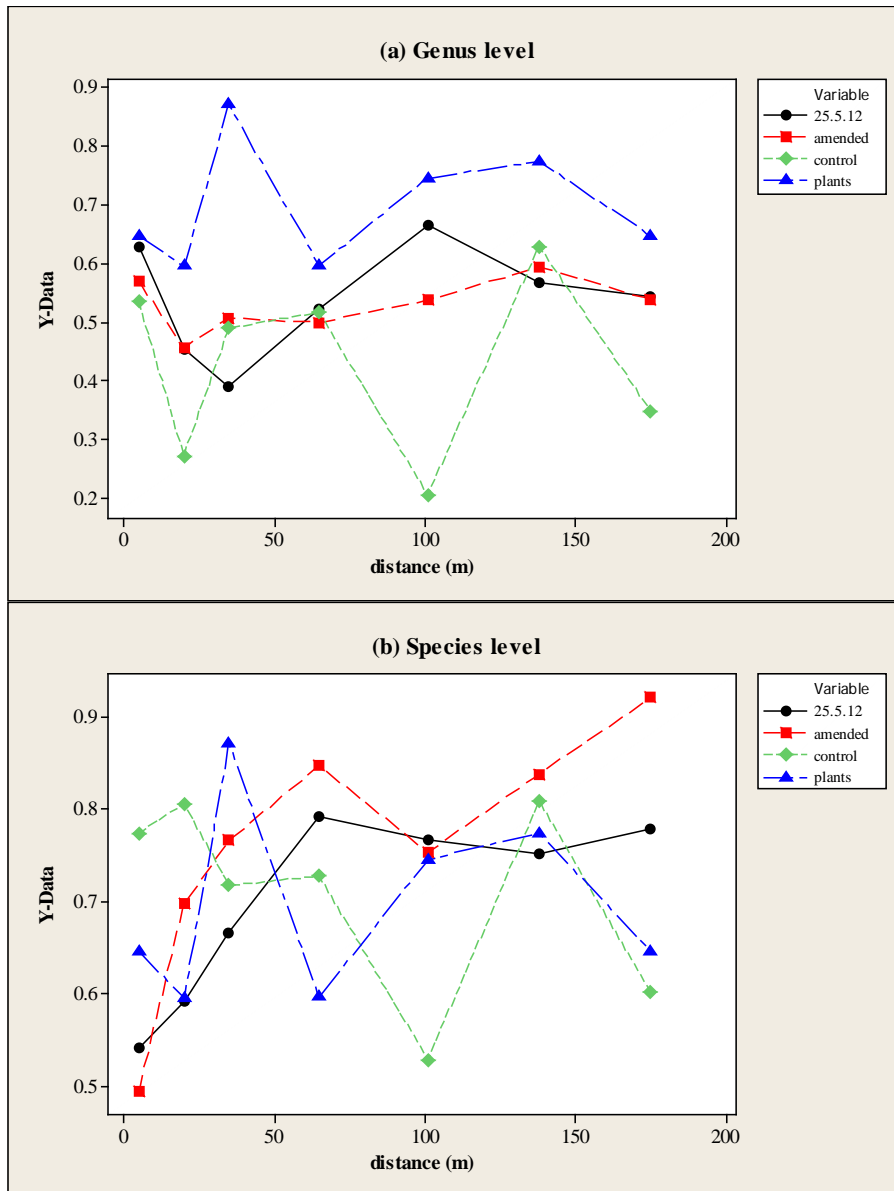 (a) Genus level
Variable
25.5.12
amended
control
plants
0.9
0.8
0.7
0.6
0.5
0.4
0.3
0.2
Y-Data
0 50 100 150 200
distance (m)
(b) Species level
Variable
25.5.12
amended
control
plants
0.9
0.8
0.7
0.6
0.5
Y-Data
0 50 100 150 200
distance (m)